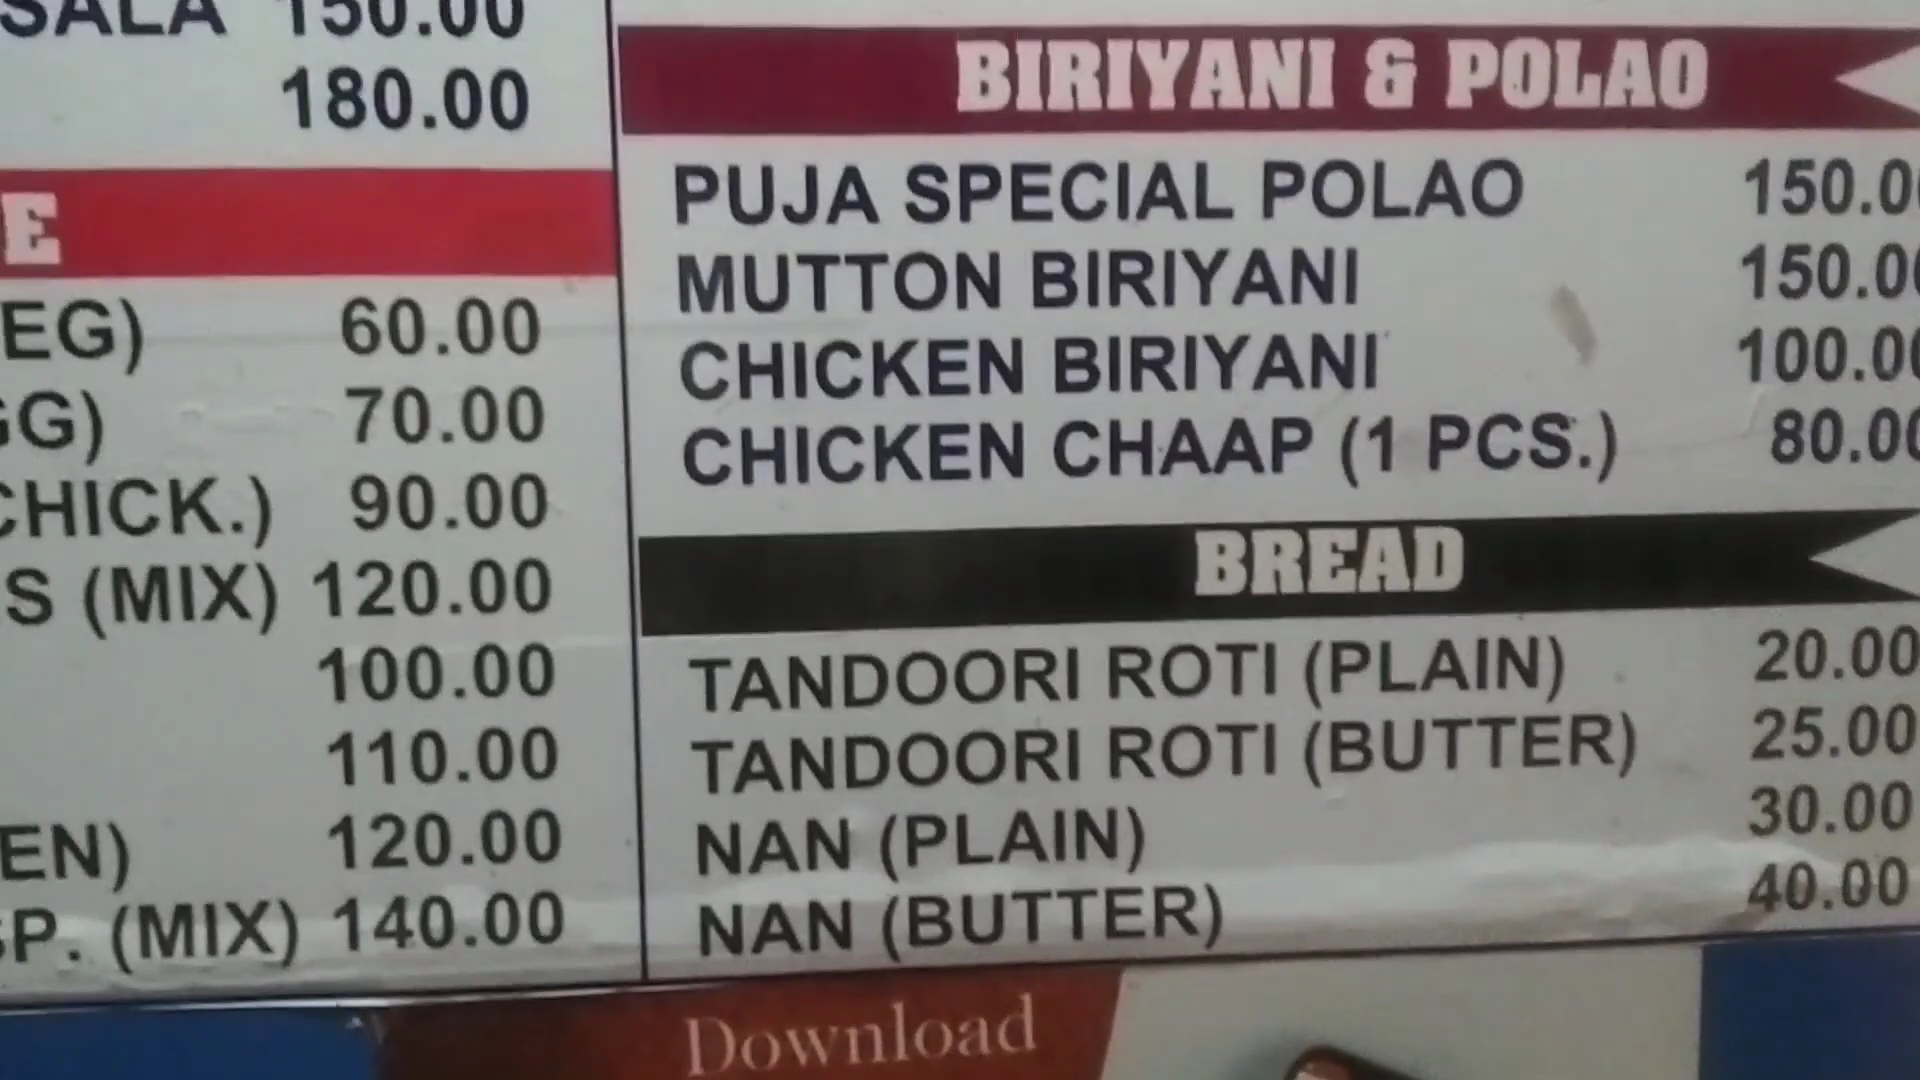 SALA 150.00
180.00
E
EG) 60.00
GG) 70.00
CHICK.) 90.00
S (MIX) 120.00
100.00
110.00
EN) 120.00
SP. (MIX) 140.00
BIRIYANI & POLAO
PUJA SPECIAL POLAO 150.00
MUTTON BIRIYANI 150.00
CHICKEN BIRIYANI 100.00
CHICKEN CHAAP (1 PCS.) 80.00
BREAD
TANDOORI ROTI (PLAIN) 20.00
TANDOORI ROTI (BUTTER) 25.00
NAN (PLAIN) 30.00
NAN (BUTTER) 40.00
Download